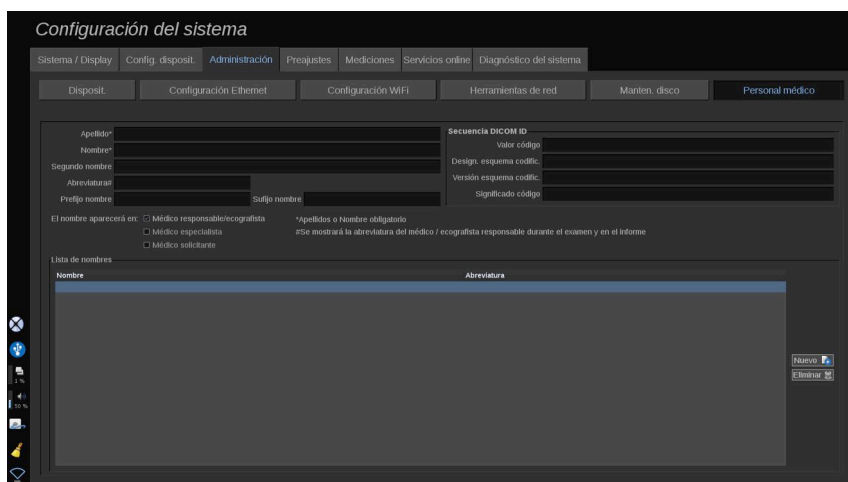 Configuración del sistema
Sistema / Display Config. disposit. Administración Preajustes Mediciones Servicios online Diagnóstico del sistema
Disposit. Configuración Ethernet Configuración WiFi Herramientas de red Manten. disco Personal médico
Apellido*
Nombre*
Segundo nombre
Abreviatura#
Prefijo nombre Sufijo nombre
Secuencia DICOM ID
Valor código
Design. esquema codific.
Versión esquema codific.
Significado código
El nombre aparecerá en: Médico responsable/ecografista *Apellidos o Nombre obligatorio
Médico especialista #Se mostrará la abreviatura del médico / ecografista responsable durante el examen y en el informe
Médico solicitante
Lista de nombres
Nombre Abreviatura
Nuevo
Eliminar
1 %
50 %